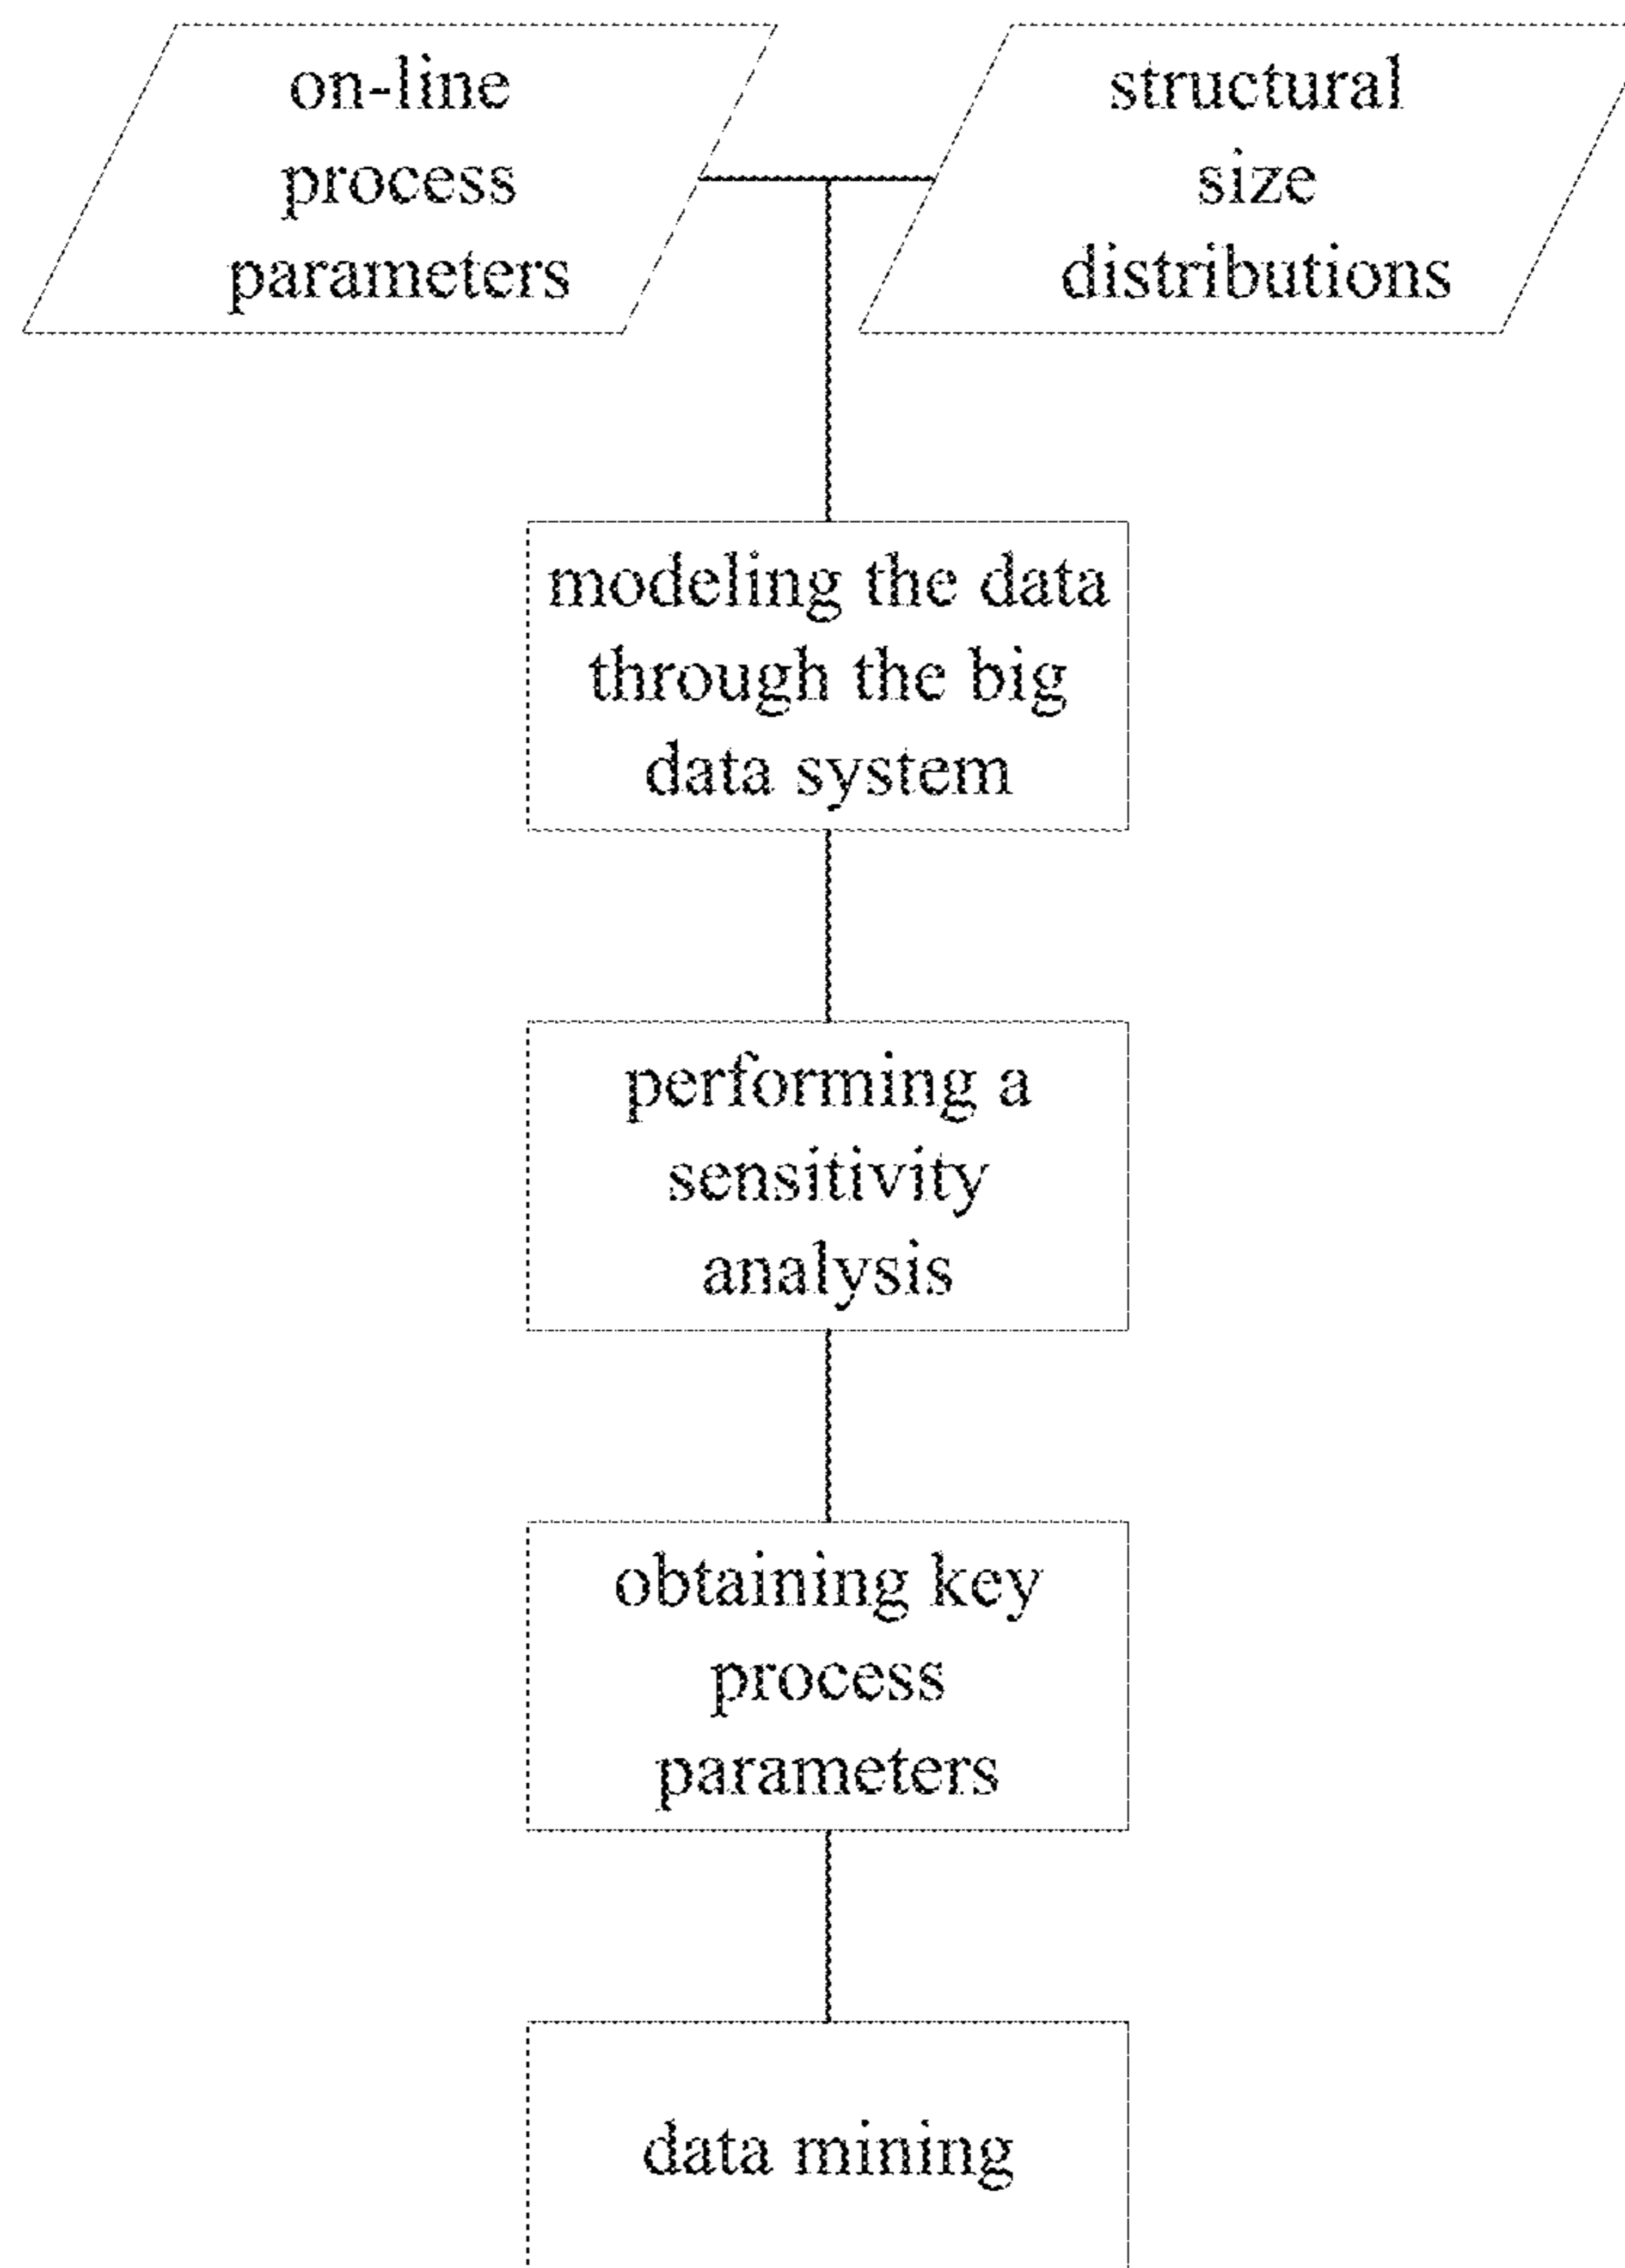 on-line
process
parameters
structural
size
distributions
modeling the data
through the big
data system
performing a
sensitivity
analysis
obtaining key
process
parameters
data mining